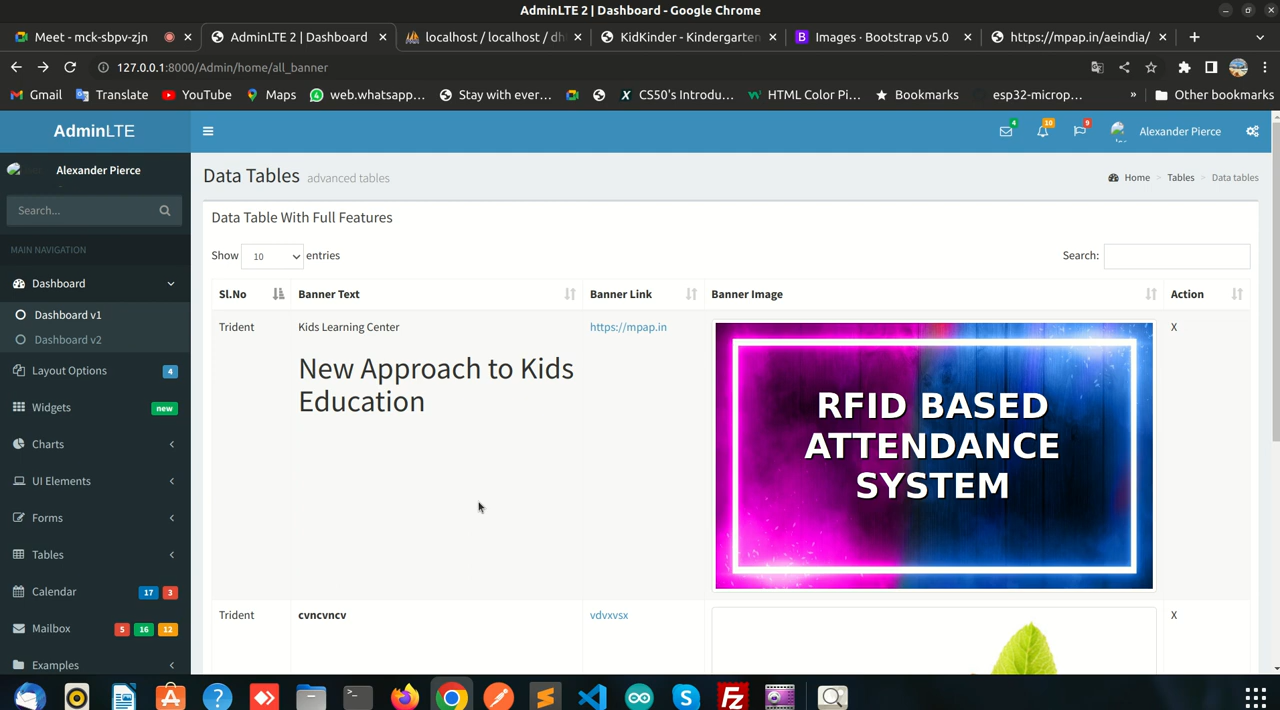 AdminLTE 2 | Dashboard - Google Chrome
Meet - mck-sbpv-zjn
AdminLTE 2 | Dashboard
localhost / localhost / dh
KidKinder - Kindergarten
B Images · Bootstrap v5.0
https://mpap.in/aeindia/
127.0.0.1:8000/Admin/home/all_banner
Gmail
Translate
YouTube
Maps
web.whatsapp...
Stay with ever...
CS50's Introdu...
HTML Color Pi...
Bookmarks
esp32-microp...
»
Other bookmarks
AdminLTE
4
10
9
Alexander Pierce
Alexander Pierce
Search...
MAIN NAVIGATION
Dashboard
Dashboard v1
Dashboard v2
Layout Options 4
Widgets new
Charts
UI Elements
Forms
Tables
Calendar 17 3
Mailbox 5 16 12
Examples
Data Tables advanced tables
Home > Tables > Data tables
Data Table With Full Features
Show 10 entries
Search:
Sl.No Banner Text Banner Link Banner Image Action
Trident Kids Learning Center https://mpap.in X
New Approach to Kids
Education
RFID BASED
ATTENDANCE
SYSTEM
Trident cvncvncv vdvxvsx X